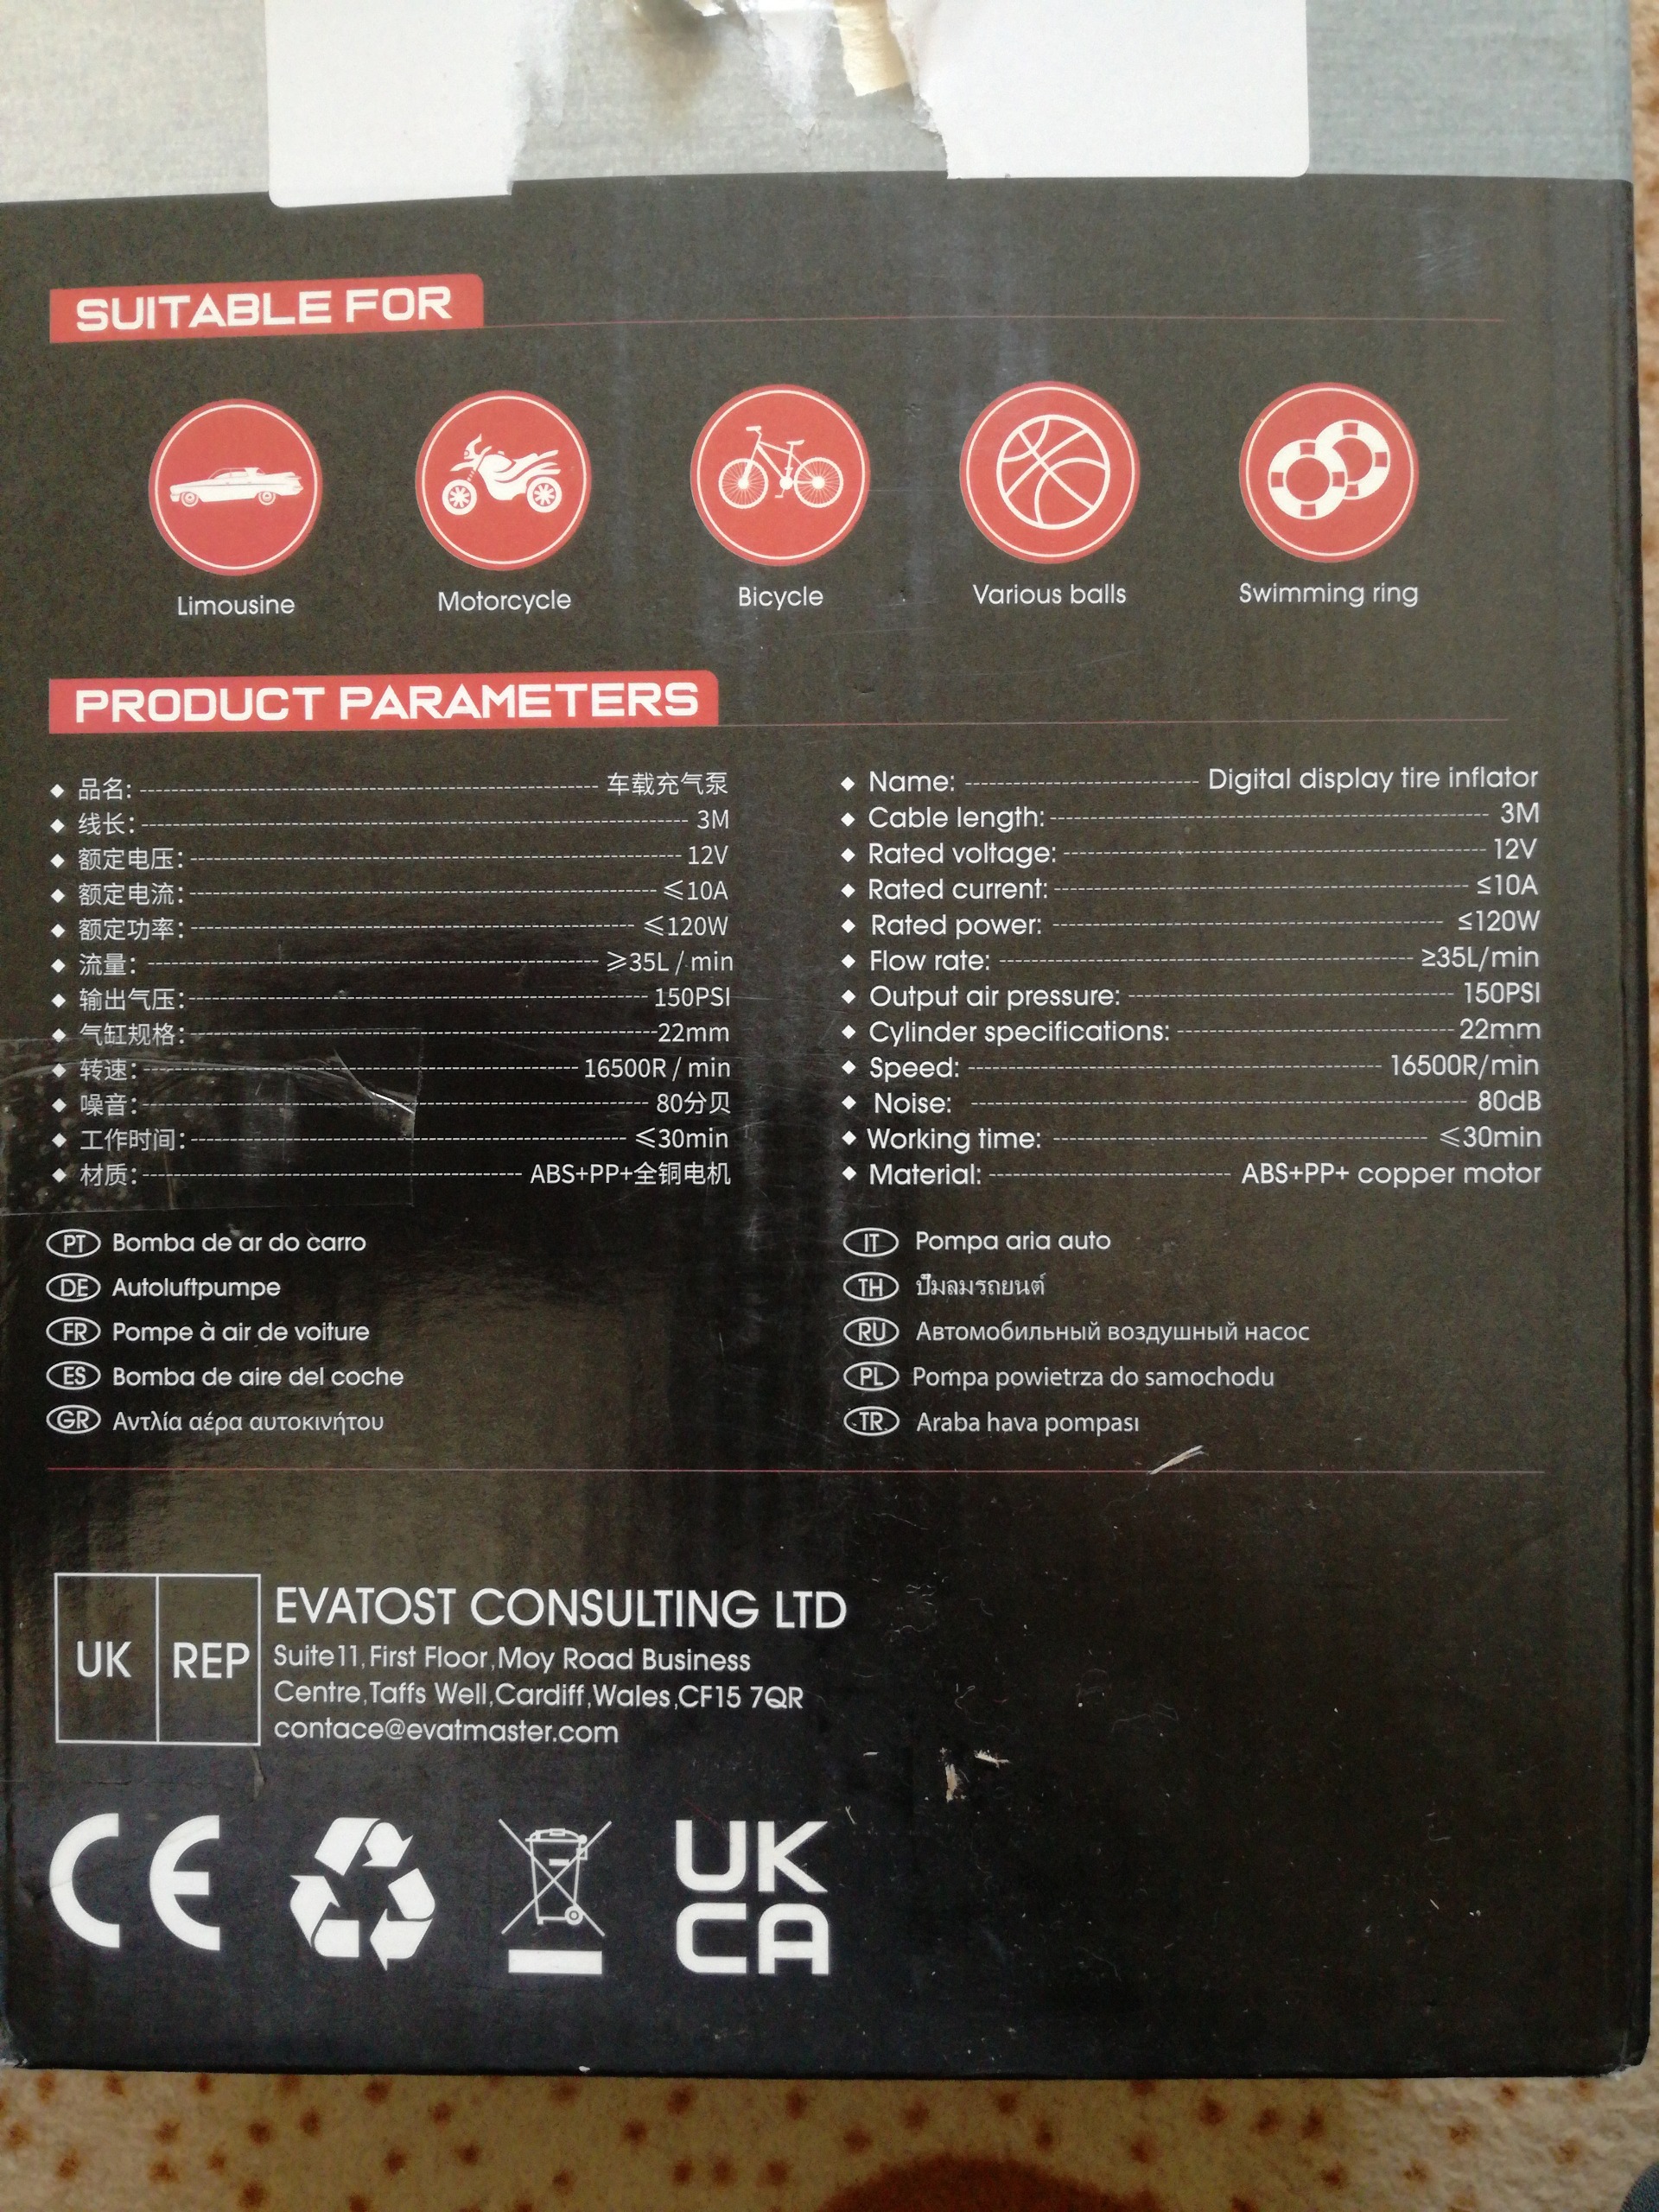 SUITABLE FOR
Limousine
Motorcycle
Bicycle
Various balls
Swimming ring
PRODUCT PARAMETERS
品名: 车载充气泵
线长: 3M
额定电压: 12V
额定电流: ≤10A
额定功率: ≤120W
流量: ≥35L / min
输出气压: 150PSI
气缸规格: 22mm
转速: 16500R / min
噪音: 80分贝
工作时间: ≤30min
材质: ABS+PP+全铜电机
Name: Digital display tire inflator
Cable length: 3M
Rated voltage: 12V
Rated current: ≤10A
Rated power: ≤120W
Flow rate: ≥35L/min
Output air pressure: 150PSI
Cylinder specifications: 22mm
Speed: 16500R/min
Noise: 80dB
Working time: ≤30min
Material: ABS+PP+ copper motor
PT Bomba de ar do carro
DE Autoluftpumpe
FR Pompe à air de voiture
ES Bomba de aire del coche
GR Αντλία αέρα αυτοκινήτου
IT Pompa aria auto
TH ปั๊มลมรถยนต์
RU Автомобильный воздушный насос
PL Pompa powietrza do samochodu
TR Araba hava pompası
UK REP
EVATOST CONSULTING LTD
Suite11,First Floor,Moy Road Business
Centre,Taffs Well,Cardiff,Wales,CF15 7QR
contace@evatmaster.com
CE
UK
CA